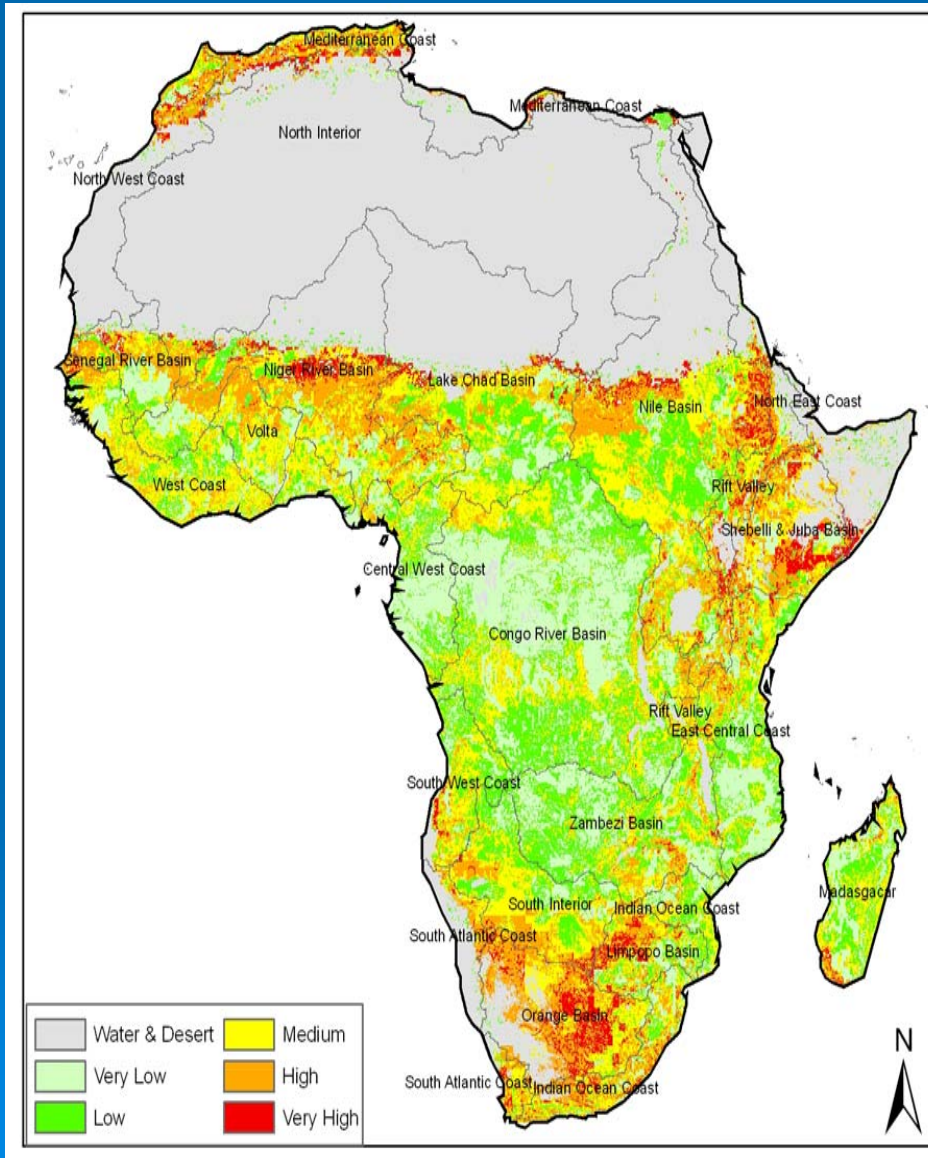 Mediterranean Coast
Mediterranean Coast
North Interior
North West Coast
Senegal River Basin
Niger River Basin
Lake Chad Basin
Nile Basin
North East Coast
Volta
West Coast
Rift Valley
Shebelli & Juba Basin
Central West Coast
Congo River Basin
Rift Valley
East Central Coast
South West Coast
Zambezi Basin
Madagascar
South Interior
Indian Ocean Coast
South Atlantic Coast
Limpopo Basin
Orange Basin
South Atlantic Coast
Indian Ocean Coast
Water & Desert
Very Low
Low
Medium
High
Very High
N